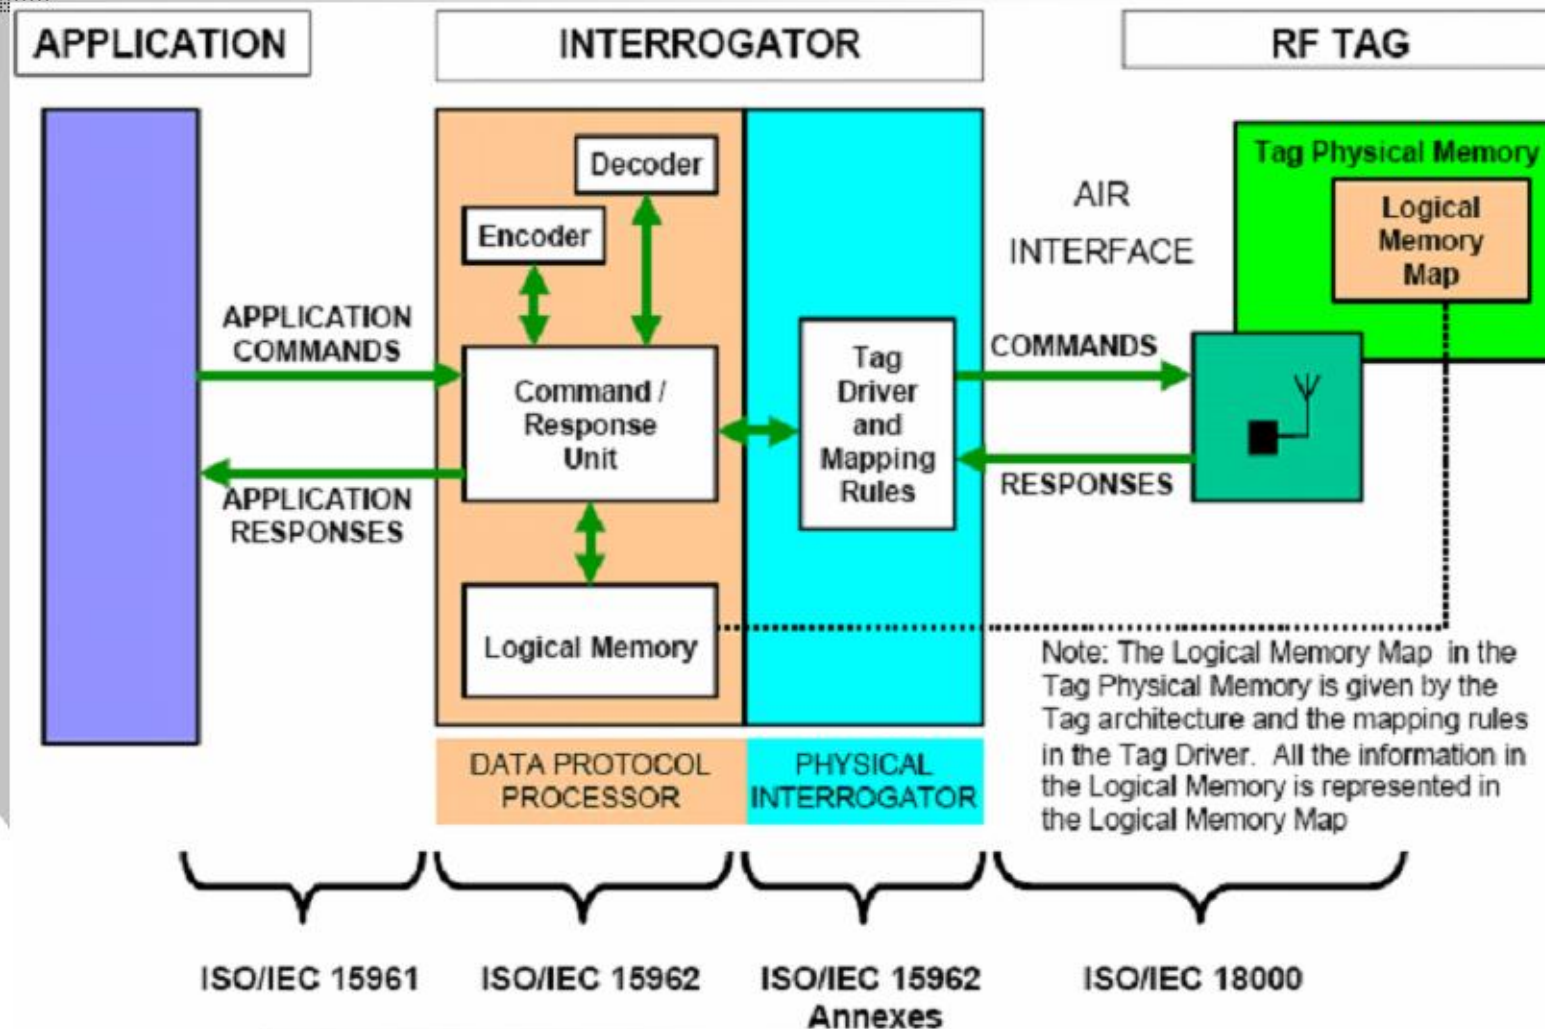 APPLICATION
INTERROGATOR
RF TAG
Decoder
Encoder
APPLICATION
COMMANDS
Command /
Response
Unit
APPLICATION
RESPONSES
Logical Memory
Tag
Driver
and
Mapping
Rules
AIR
INTERFACE
COMMANDS
RESPONSES
Tag Physical Memory
Logical
Memory
Map
Note: The Logical Memory Map in the
Tag Physical Memory is given by the
Tag architecture and the mapping rules
in the Tag Driver. All the information in
the Logical Memory is represented in
the Logical Memory Map
DATA PROTOCOL
PROCESSOR
PHYSICAL
INTERROGATOR
ISO/IEC 15961
ISO/IEC 15962
ISO/IEC 15962
Annexes
ISO/IEC 18000